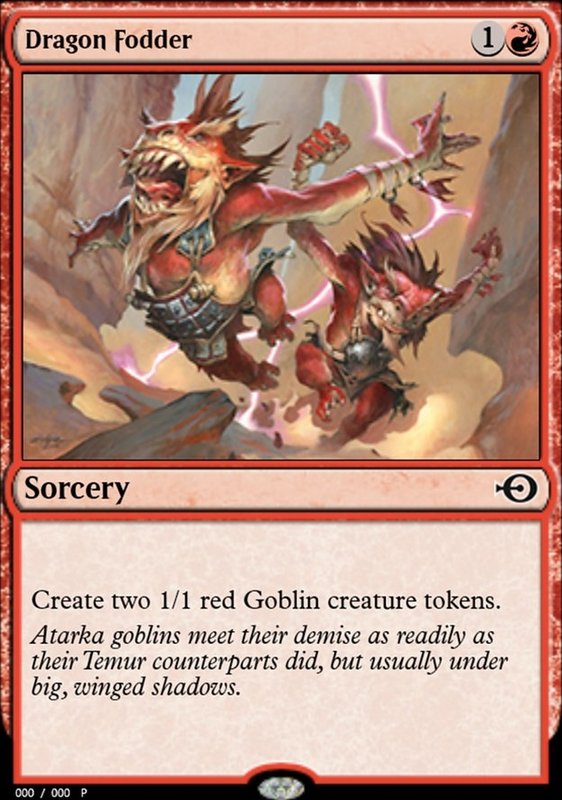 Dragon Fodder
1
Sorcery
Create two 1/1 red Goblin creature tokens.
Atarka goblins meet their demise as readily as
their Temur counterparts did, but usually under
big, winged shadows.
000 / 000 P